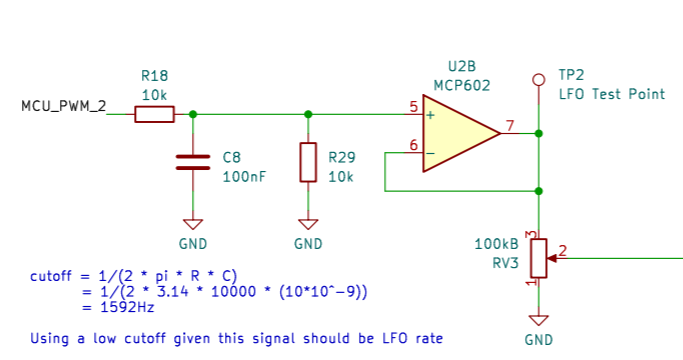 U2B
MCP602
R18
10k
MCU_PWM_2
TP2
LFO Test Point
5
+
7
6
−
C8
100nF
R29
10k
GND
GND
3
100kB
RV3
2
1
GND
cutoff = 1/(2 * pi * R * C)
= 1/(2 * 3.14 * 10000 * (10*10^-9))
= 1592Hz
Using a low cutoff given this signal should be LFO rate